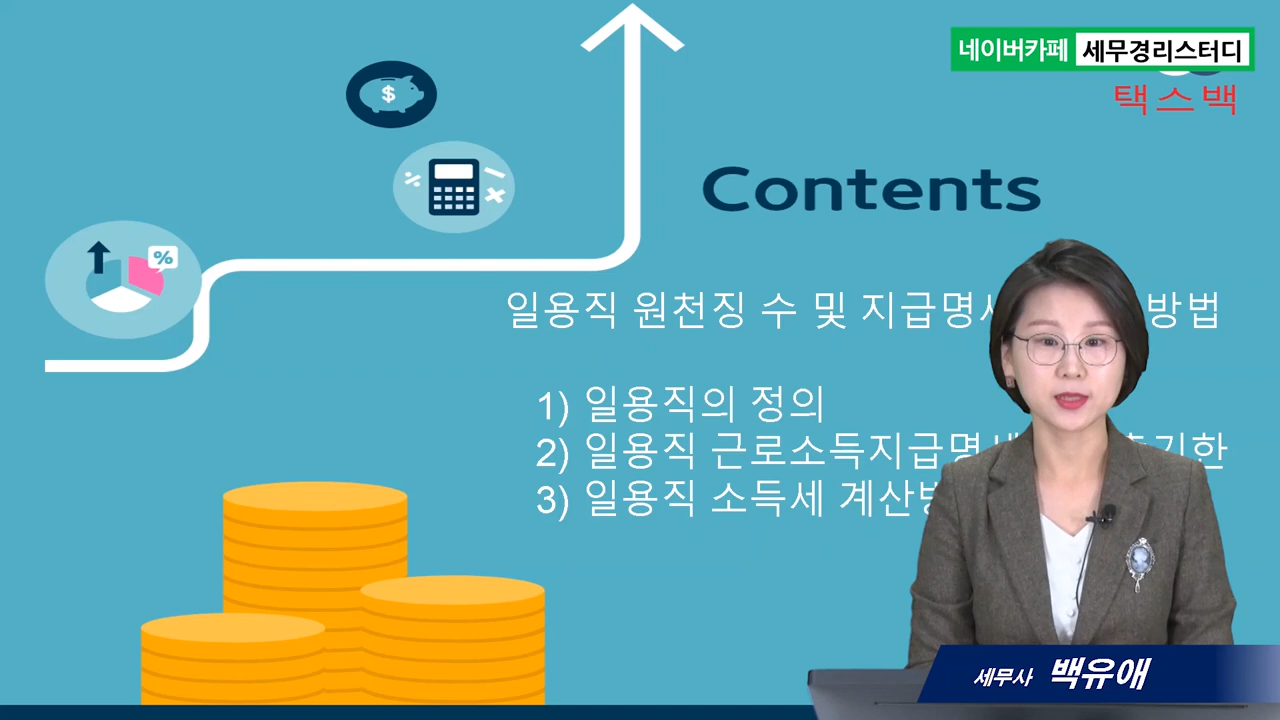 네이버카페 세무경리스터디
택스백
Contents
일용직 원천징 수 및 지급명 방법
1) 일용직의 정의
2) 일용직 근로소득지급명 기한
3) 일용직 소득세 계산
세무사 백유애
$
%